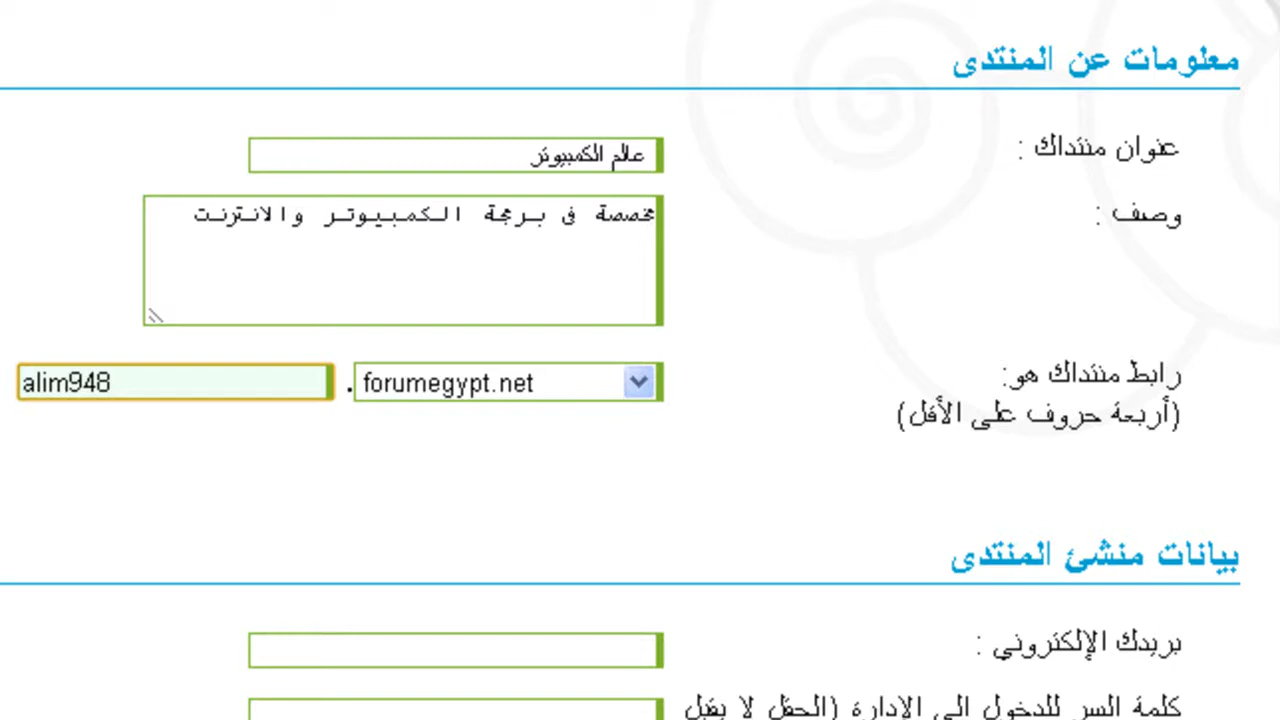 معلومات عن المنتدى
عنوان منتداك :
عالم الكمبيوتر
وصف :
مخصصة فى برمجة الكمبيوتر والانترنت
رابط منتداك هو:
alim948 . forumegypt.net
(أربعة حروف على الأقل)
بيانات منشئ المنتدى
بريدك الإلكتروني :
كلمة السر للدخول الى الإدارة (الحقل لا يقبل